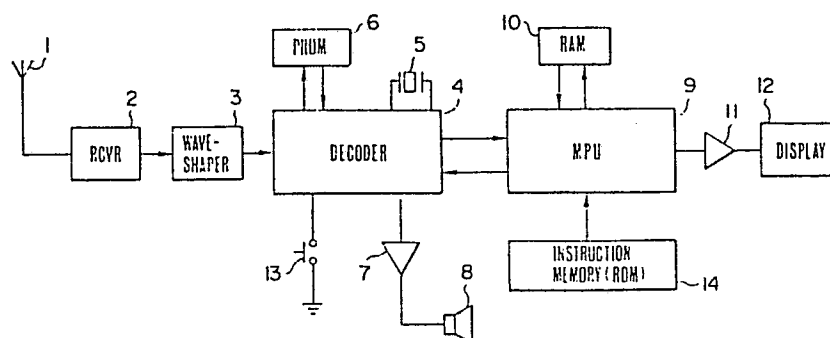 1
2
RCVR
3
WAVE-
SHAPER
PROM
6
5
4
DECODER
13
7
8
10
RAM
9
MPU
11
12
DISPLAY
INSTRUCTION
MEMORY (ROM)
14